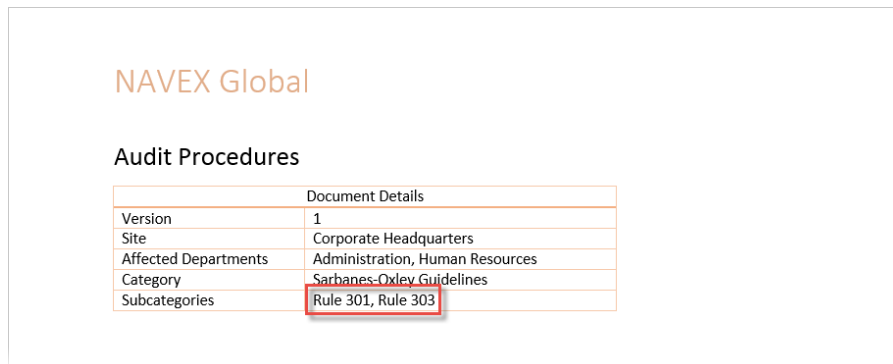 NAVEX Global
Audit Procedures
Document Details
Version 1
Site Corporate Headquarters
Affected Departments Administration, Human Resources
Category Sarbanes-Oxley Guidelines
Subcategories Rule 301, Rule 303